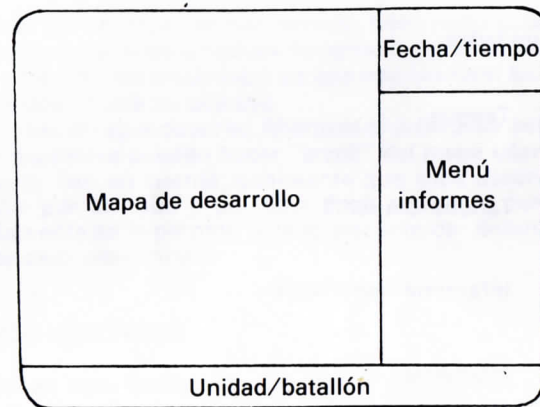 Fecha/tiempo
Mapa de desarrollo
Menú
informes
Unidad/batallón